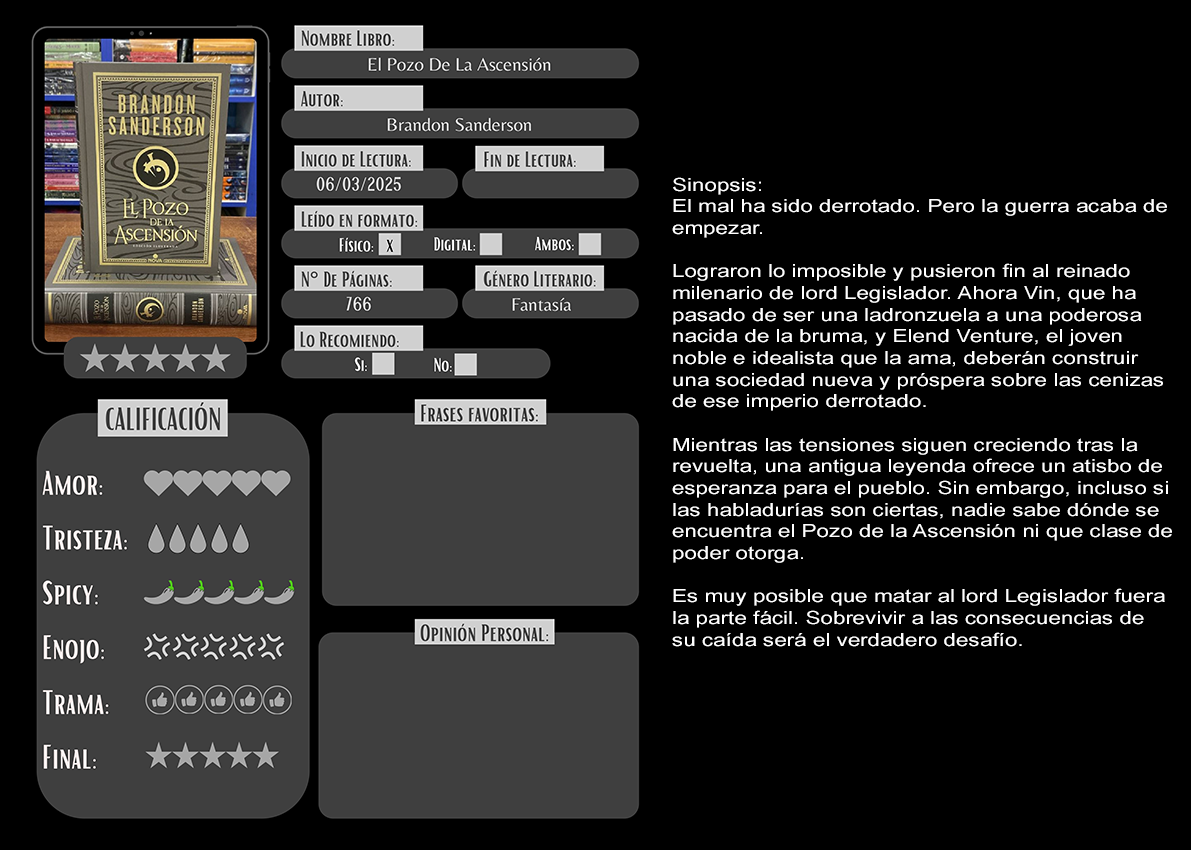 BRANDON
SANDERSON
EL POZO
DE LA
ASCENSIÓN
NOVA
EL POZO
DE LA
ASCENSIÓN
BRANDON
SANDERSON
NOMBRE LIBRO:
El Pozo De La Ascensión
AUTOR:
Brandon Sanderson
INICIO DE LECTURA:
FIN DE LECTURA:
06/03/2025
LEÍDO EN FORMATO:
FÍSICO: X DIGITAL: AMBOS:
N° DE PÁGINAS:
GÉNERO LITERARIO:
766
Fantasía
LO RECOMIENDO:
SI: NO:
CALIFICACIÓN
AMOR:
TRISTEZA:
SPICY:
ENOJO:
TRAMA:
FINAL:
FRASES FAVORITAS:
OPINIÓN PERSONAL:
Sinopsis:
El mal ha sido derrotado. Pero la guerra acaba de
empezar.
Lograron lo imposible y pusieron fin al reinado
milenario de lord Legislador. Ahora Vin, que ha
pasado de ser una ladronzuela a una poderosa
nacida de la bruma, y Elend Venture, el joven
noble e idealista que la ama, deberán construir
una sociedad nueva y próspera sobre las cenizas
de ese imperio derrotado.
Mientras las tensiones siguen creciendo tras la
revuelta, una antigua leyenda ofrece un atisbo de
esperanza para el pueblo. Sin embargo, incluso si
las habladurías son ciertas, nadie sabe dónde se
encuentra el Pozo de la Ascensión ni que clase de
poder otorga.
Es muy posible que matar al lord Legislador fuera
la parte fácil. Sobrevivir a las consecuencias de
su caída será el verdadero desafío.